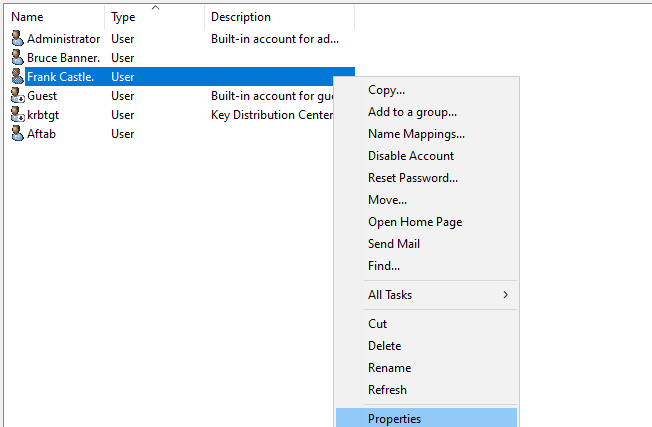 Name Type Description
Administrator User Built-in account for ad...
Bruce Banner. User
Frank Castle. User
Guest User Built-in account for gu
krbtgt User Key Distribution Center
Aftab User
Copy...
Add to a group...
Name Mappings...
Disable Account
Reset Password...
Move...
Open Home Page
Send Mail
Find...
All Tasks
Cut
Delete
Rename
Refresh
Properties